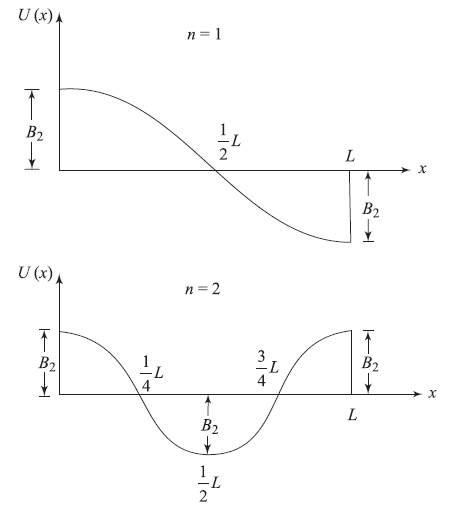 U (x)
n = 1
B₂
1/2 L
L
x
B₂
U (x)
n = 2
B₂
1/4 L
3/4 L
B₂
x
B₂
L
1/2 L